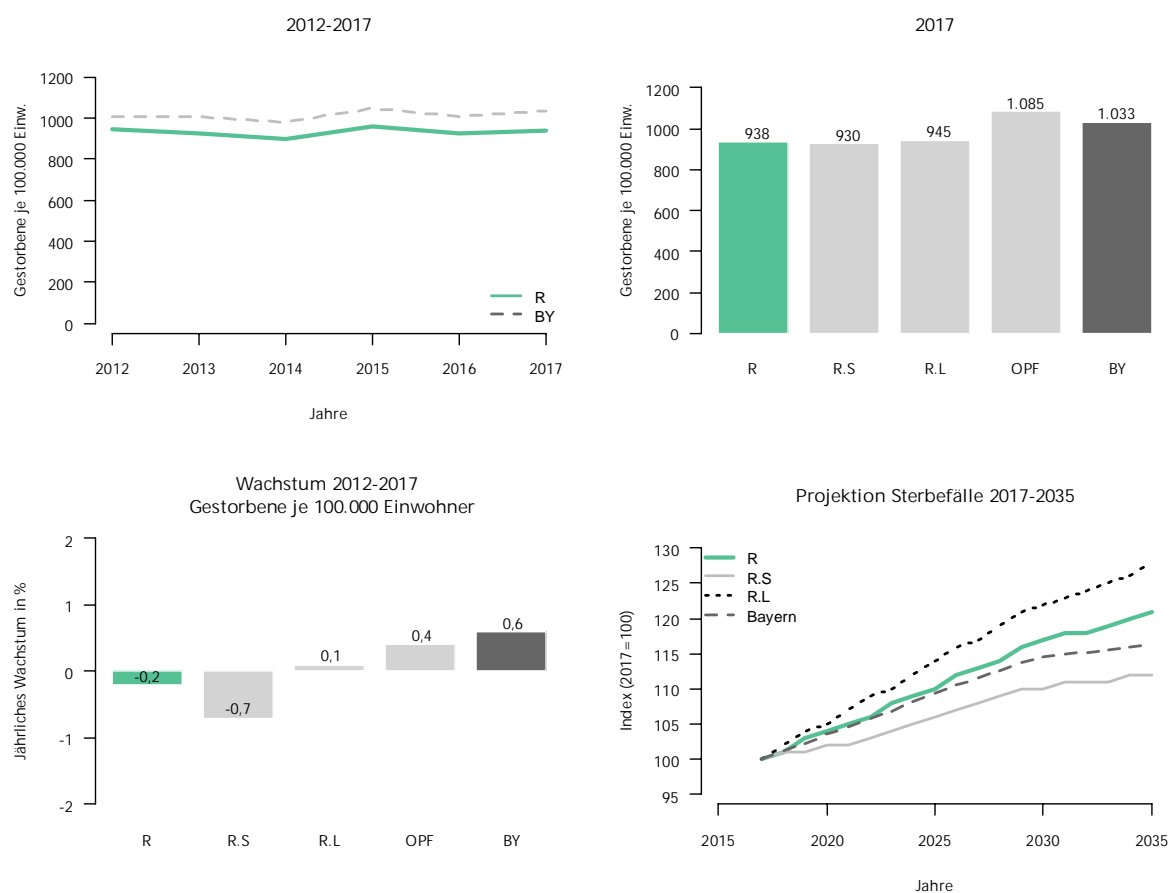 2012-2017
Gestorbene je 100.000 Einw.
1200
1000
800
600
400
200
0
R
BY
2012 2013 2014 2015 2016 2017
Jahre
2017
Gestorbene je 100.000 Einw.
1200
1000
800
600
400
200
0
938 930 945 1.085 1.033
R R.S R.L OPF BY
Wachstum 2012-2017
Gestorbene je 100.000 Einwohner
Jährliches Wachstum in %
2
1
0
-1
-2
-0,2 -0,7 0,1 0,4 0,6
R R.S R.L OPF BY
Projektion Sterbefälle 2017-2035
Index (2017=100)
130
125
120
115
110
105
100
95
R
R.S
R.L
Bayern
2015 2020 2025 2030 2035
Jahre